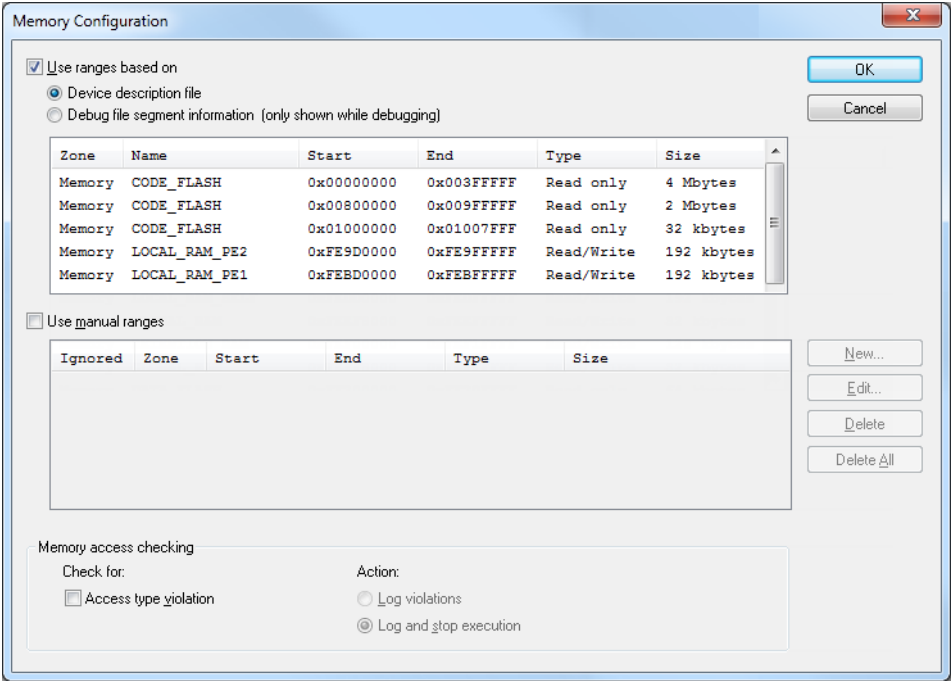 Memory Configuration
Use ranges based on
OK
Device description file
Cancel
Debug file segment information (only shown while debugging)
Zone Name Start End Type Size
Memory CODE_FLASH 0x00000000 0x003FFFFF Read only 4 Mbytes
Memory CODE_FLASH 0x00800000 0x009FFFFF Read only 2 Mbytes
Memory CODE_FLASH 0x01000000 0x01007FFF Read only 32 kbytes
Memory LOCAL_RAM_PE2 0xFE9D0000 0xFE9FFFFF Read/Write 192 kbytes
Memory LOCAL_RAM_PE1 0xFEBD0000 0xFEBFFFFF Read/Write 192 kbytes
Use manual ranges
Ignored Zone Start End Type Size
New...
Edit...
Delete
Delete All
Memory access checking
Check for: Action:
Access type violation Log violations
Log and stop execution